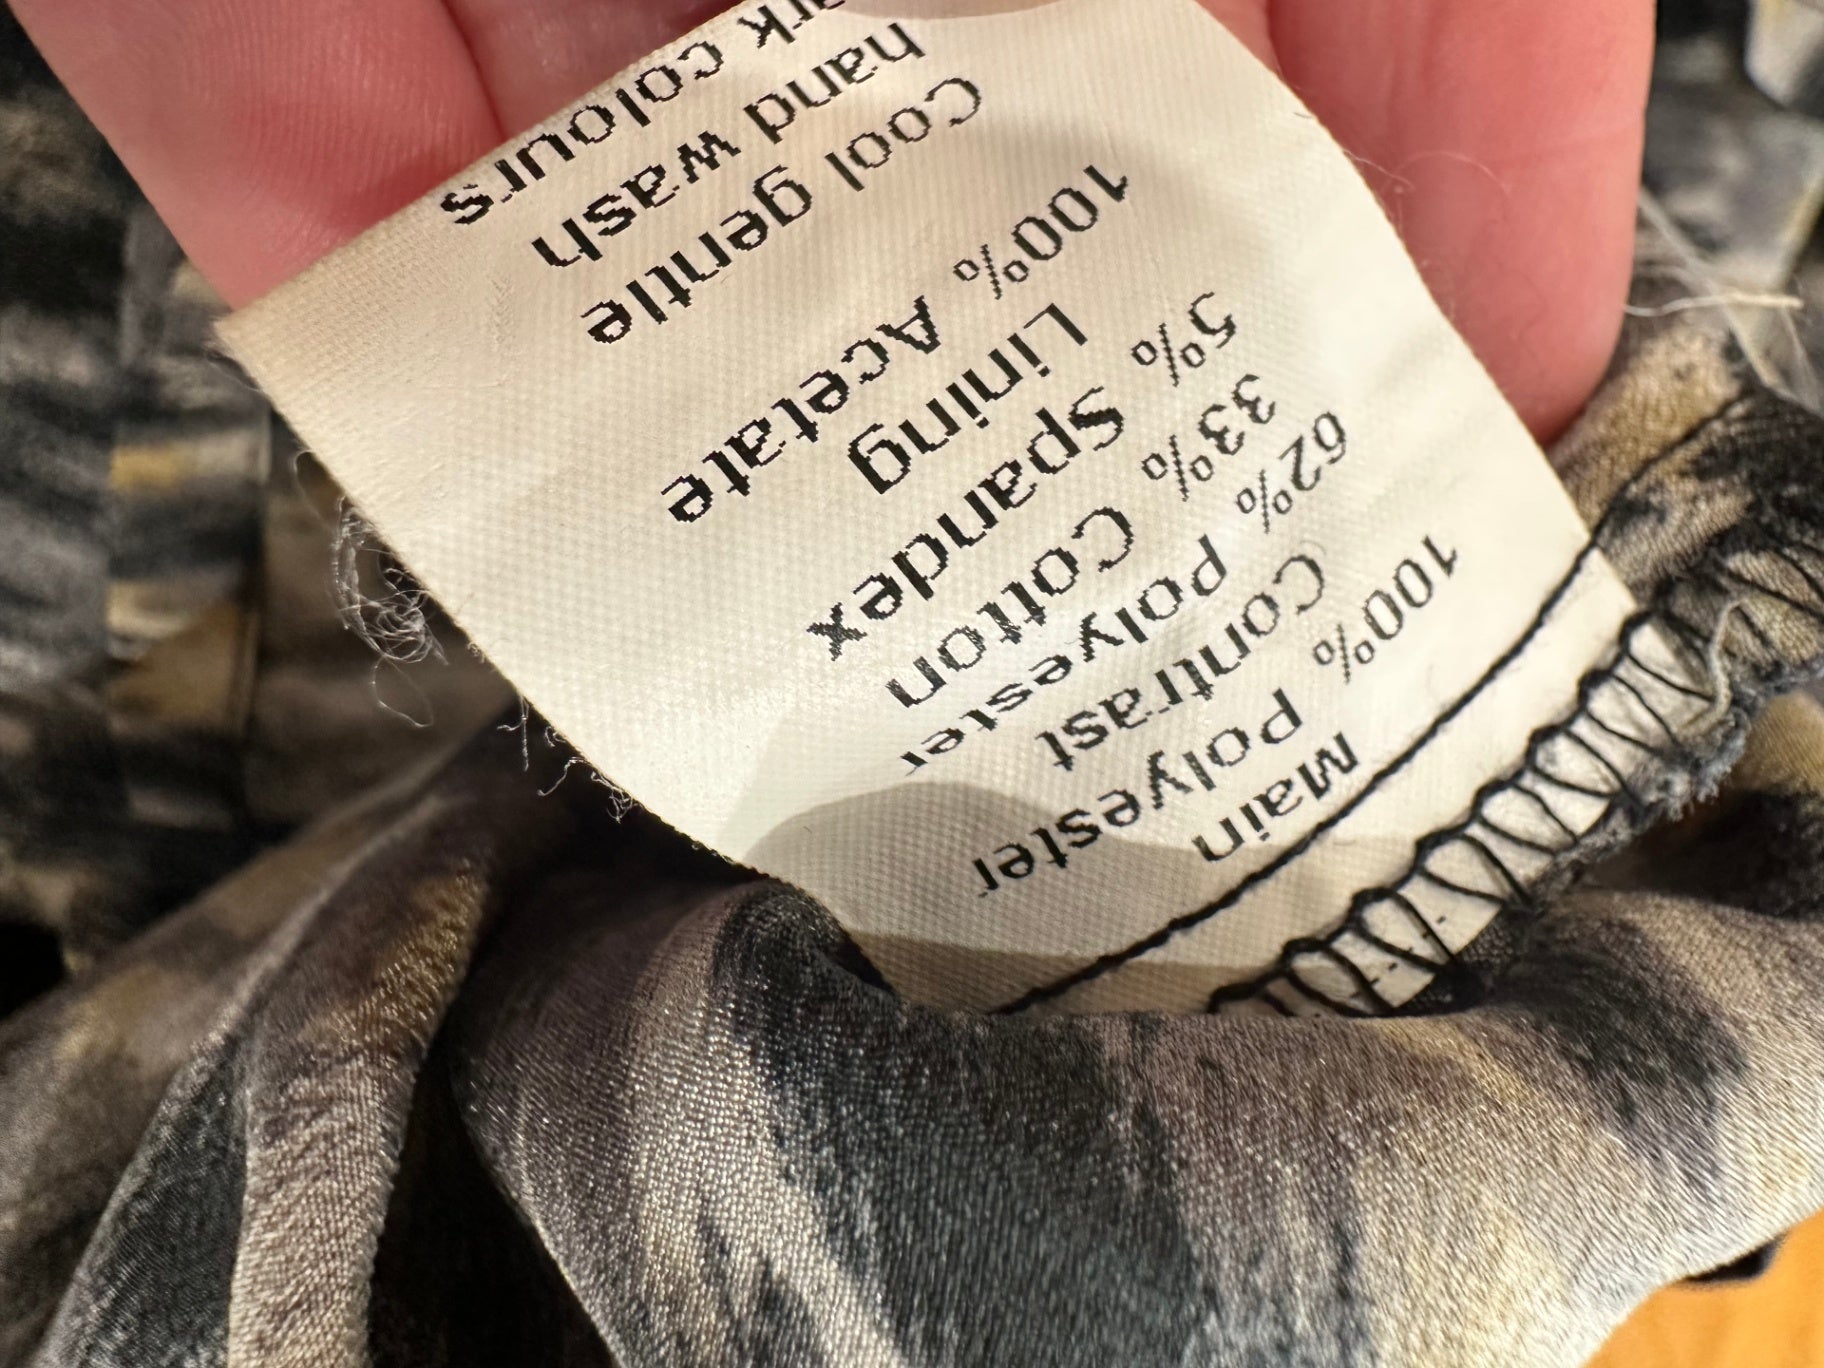 Main
100% Polyester
Contrast
62% Polyester
33% Cotton
5% Spandex
Lining
100% Acetate
Cool gentle
hand wash
colours